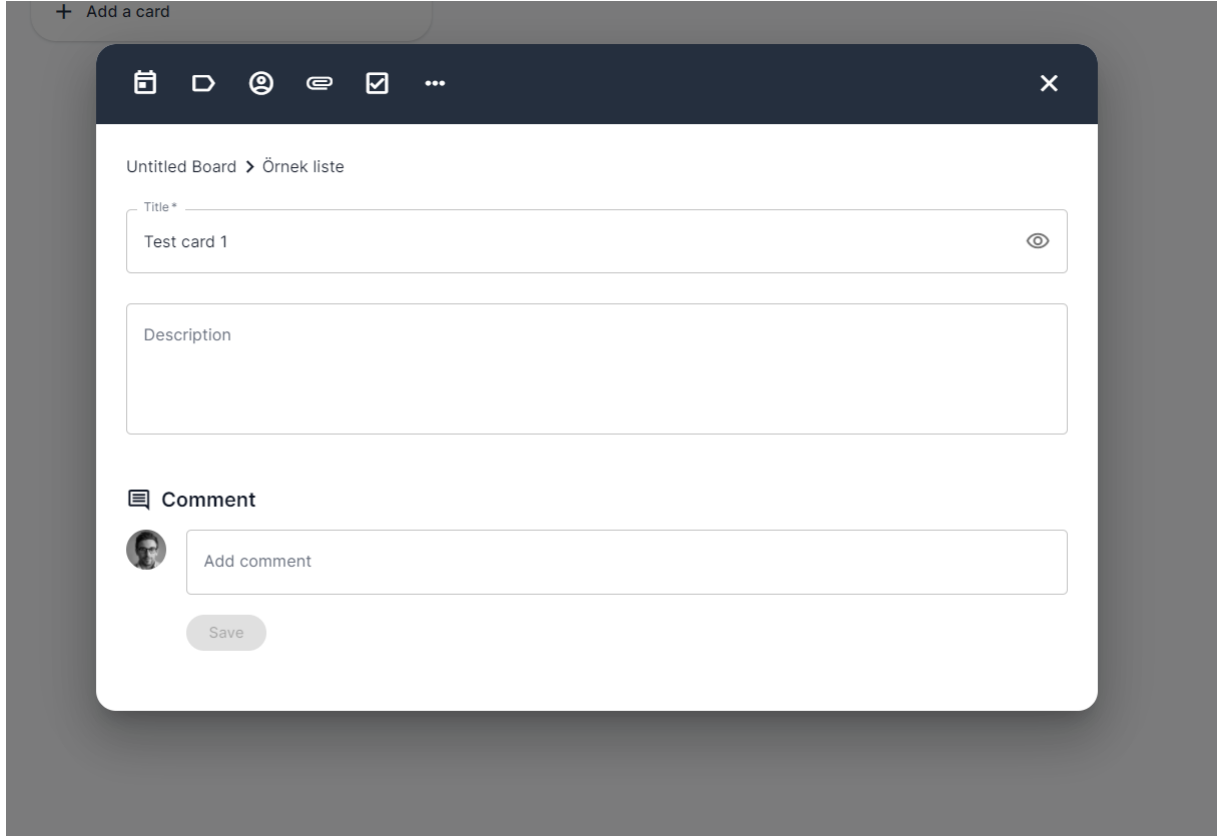 Add a card
Untitled Board > Örnek liste
Title *
Test card 1
Description
Comment
Add comment
Save